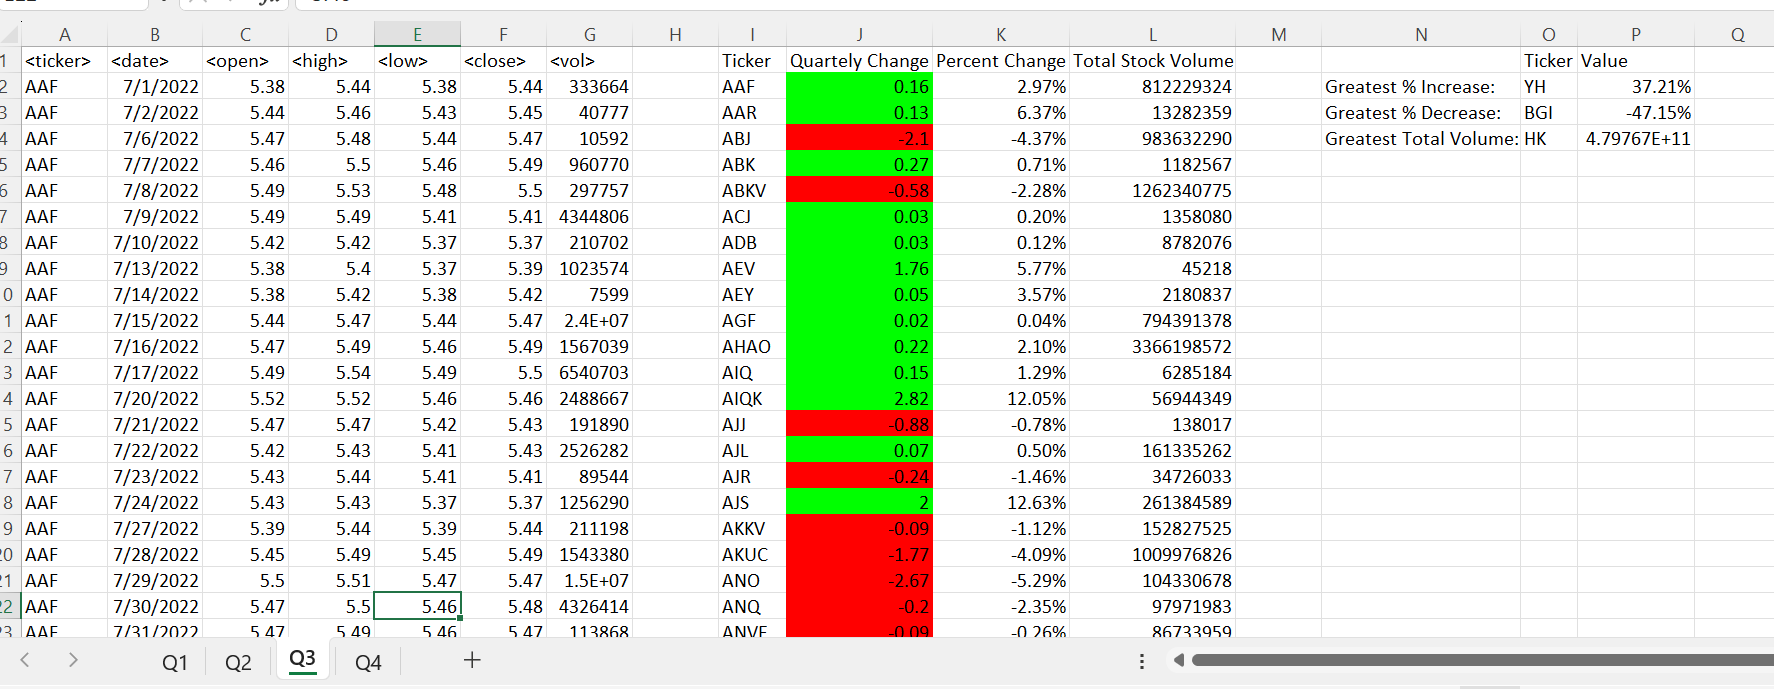 A B C D E F G H I J K L M N O P Q
1 <ticker> <date> <open> <high> <low> <close> <vol> Ticker Quartely Change Percent Change Total Stock Volume Ticker Value
2 AAF 7/1/2022 5.38 5.44 5.38 5.44 333664 AAF 0.16 2.97% 812229324 Greatest % Increase: YH 37.21%
3 AAF 7/2/2022 5.44 5.46 5.43 5.45 40777 AAR 0.13 6.37% 13282359 Greatest % Decrease: BGI -47.15%
4 AAF 7/6/2022 5.47 5.48 5.44 5.47 10592 ABJ -2.1 -4.37% 983632290 Greatest Total Volume: HK 4.79767E+11
5 AAF 7/7/2022 5.46 5.5 5.46 5.49 960770 ABK 0.27 0.71% 1182567
6 AAF 7/8/2022 5.49 5.53 5.48 5.5 297757 ABKV -0.58 -2.28% 1262340775
7 AAF 7/9/2022 5.49 5.49 5.41 5.41 4344806 ACJ 0.03 0.20% 1358080
8 AAF 7/10/2022 5.42 5.42 5.37 5.37 210702 ADB 0.03 0.12% 8782076
9 AAF 7/13/2022 5.38 5.4 5.37 5.39 1023574 AEV 1.76 5.77% 45218
0 AAF 7/14/2022 5.38 5.42 5.38 5.42 7599 AEY 0.05 3.57% 2180837
1 AAF 7/15/2022 5.44 5.47 5.44 5.47 2.4E+07 AGF 0.02 0.04% 794391378
2 AAF 7/16/2022 5.47 5.49 5.46 5.49 1567039 AHAO 0.22 2.10% 3366198572
3 AAF 7/17/2022 5.49 5.54 5.49 5.5 6540703 AIQ 0.15 1.29% 6285184
4 AAF 7/20/2022 5.52 5.52 5.46 5.46 2488667 AIQK 2.82 12.05% 56944349
5 AAF 7/21/2022 5.47 5.47 5.42 5.43 191890 AJJ -0.88 -0.78% 138017
6 AAF 7/22/2022 5.42 5.43 5.41 5.43 2526282 AJL 0.07 0.50% 161335262
7 AAF 7/23/2022 5.43 5.44 5.41 5.41 89544 AJR -0.24 -1.46% 34726033
8 AAF 7/24/2022 5.43 5.43 5.37 5.37 1256290 AJS 2 12.63% 261384589
9 AAF 7/27/2022 5.39 5.44 5.39 5.44 211198 AKKV -0.09 -1.12% 152827525
20 AAF 7/28/2022 5.45 5.49 5.45 5.49 1543380 AKUC -1.77 -4.09% 1009976826
21 AAF 7/29/2022 5.5 5.51 5.47 5.47 1.5E+07 ANO -2.67 -5.29% 104330678
22 AAF 7/30/2022 5.47 5.5 5.46 5.48 4326414 ANQ -0.2 -2.35% 97971983
23 AAF 7/31/2022 5.47 5.49 5.46 5.47 113868 ANVF -0.09 -0.26% 86733959
Q1 Q2 Q3 Q4